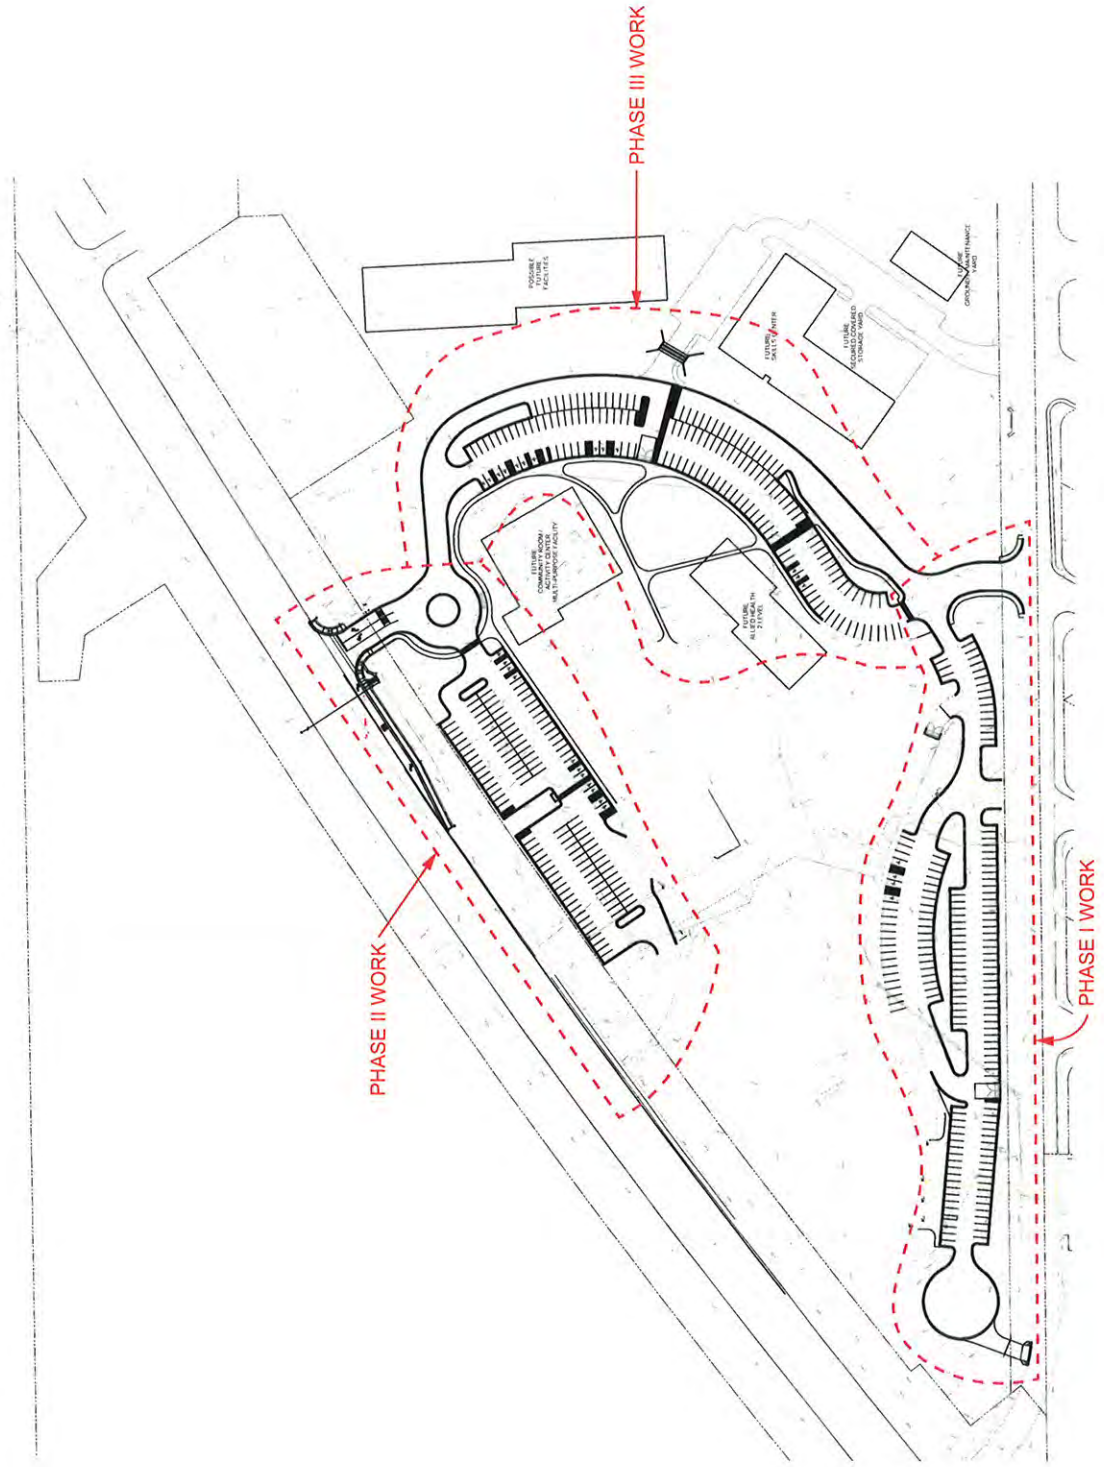 PHASE III WORK
POSSIBLE
FUTURE
FACILITIES
FUTURE
GROUNDS/MAINTENANCE
YARD
FUTURE
SKILLS CENTER
FUTURE
SECURED COVERED
STORAGE YARD
FUTURE
COMMUNITY ROOM/
ACTIVITY CENTER
MULTI-PURPOSE FACILITY
FUTURE
ALLIED HEALTH
2 LEVEL
PHASE II WORK
PHASE I WORK